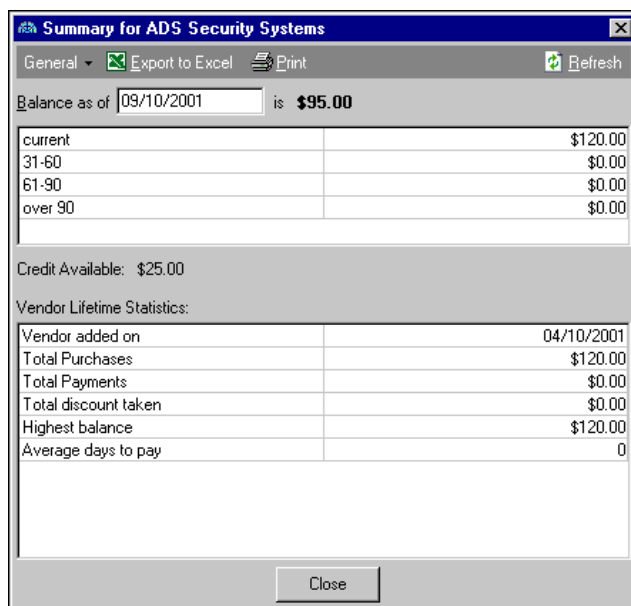 Summary for ADS Security Systems
General Export to Excel Print Refresh
Balance as of 09/10/2001 is $95.00
current $120.00
31-60 $0.00
61-90 $0.00
over 90 $0.00
Credit Available: $25.00
Vendor Lifetime Statistics:
Vendor added on 04/10/2001
Total Purchases $120.00
Total Payments $0.00
Total discount taken $0.00
Highest balance $120.00
Average days to pay 0
Close